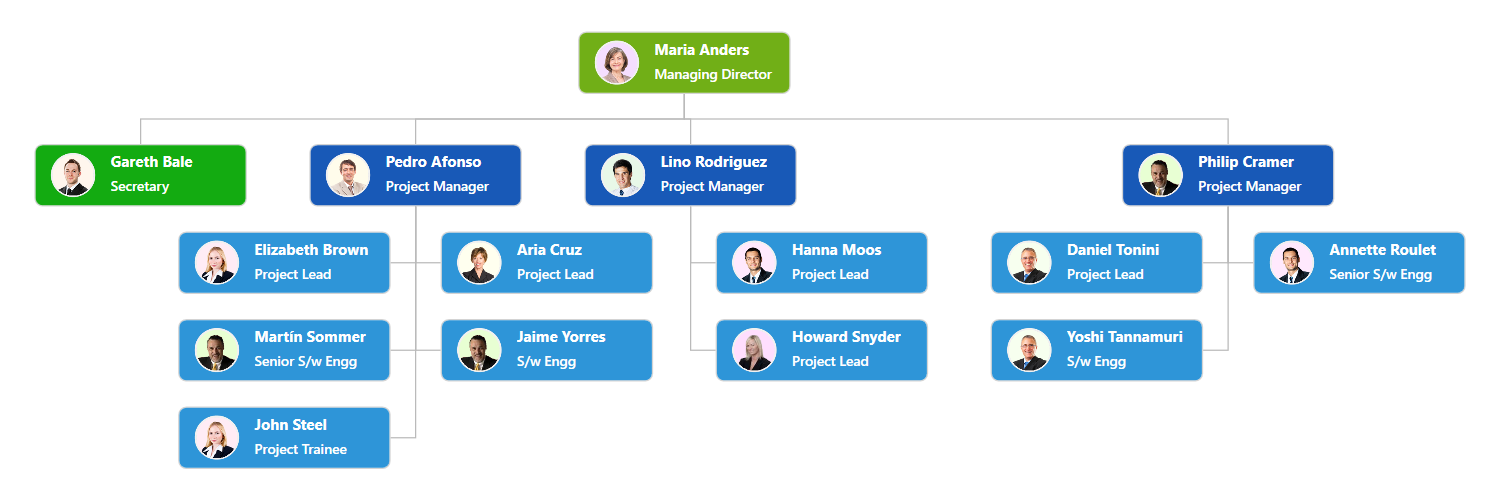 Maria Anders
Managing Director
Gareth Bale
Secretary
Pedro Afonso
Project Manager
Lino Rodriguez
Project Manager
Philip Cramer
Project Manager
Elizabeth Brown
Project Lead
Aria Cruz
Project Lead
Hanna Moos
Project Lead
Daniel Tonini
Project Lead
Annette Roulet
Senior S/w Engg
Martín Sommer
Senior S/w Engg
Jaime Yorres
S/w Engg
Howard Snyder
Project Lead
Yoshi Tannamuri
S/w Engg
John Steel
Project Trainee